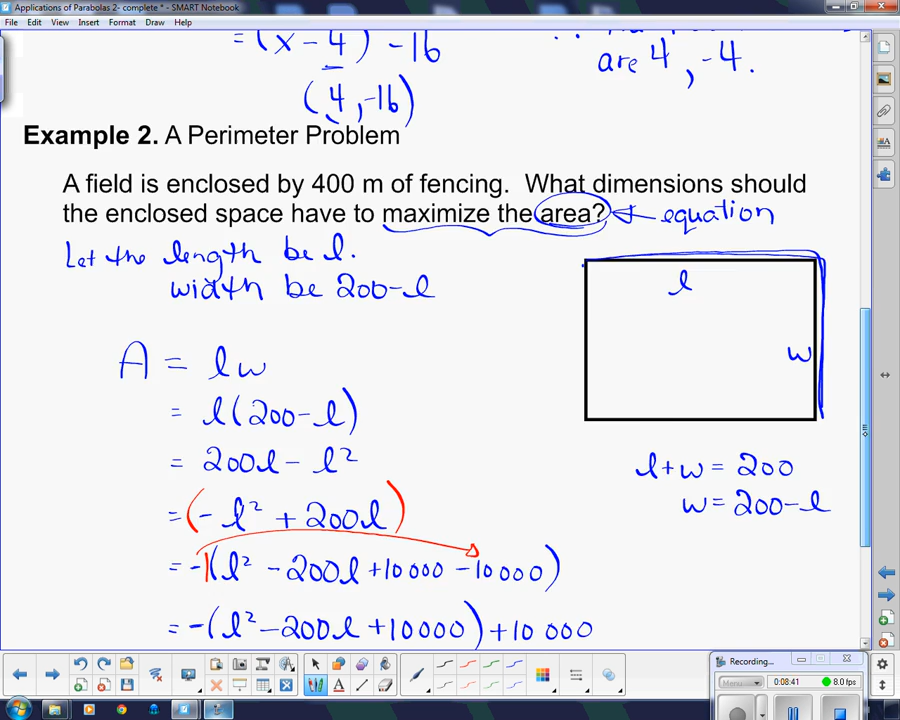 Applications of Parabolas 2- complete * - SMART Notebook
File Edit View Insert Format Draw Help
= (x - 4) - 16
are 4, -4.
(4, -16)
Example 2. A Perimeter Problem
A field is enclosed by 400 m of fencing. What dimensions should
the enclosed space have to maximize the area? equation
Let the length be l.
width be 200-l
l
w
A = lw
= l(200 - l)
= 200l - l²
= (- l² + 200l)
= -1(l² - 200l + 10000 - 10000)
= -(l² - 200l + 10000) + 10 000
l + w = 200
w = 200 - l
Recording...
Menu
0:08:41
8.0 fps